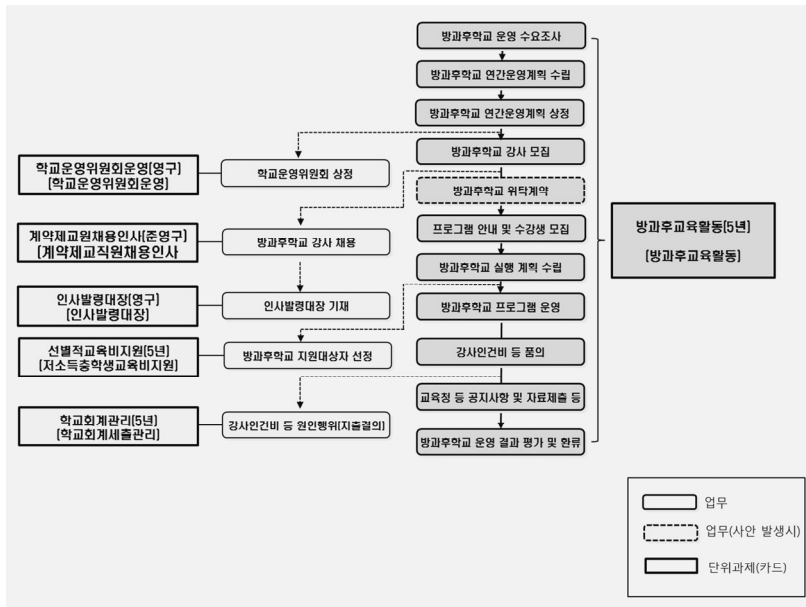 방과후학교 운영 수요조사
방과후학교 연간운영계획 수립
방과후학교 연간운영계획 상정
방과후학교 강사 모집
방과후학교 위탁계약
프로그램 안내 및 수강생 모집
방과후학교 실행 계획 수립
방과후학교 프로그램 운영
강사인건비 등 품의
교육청 등 공지사항 및 자료제출 등
방과후학교 운영 결과 평가 및 환류
학교운영위원회운영(영구)
(학교운영위원회운영)
학교운영위원회 상정
계약제교원채용인사(준영구)
(계약제교직원채용인사
방과후학교 강사 채용
인사발령대장(영구)
(인사발령대장)
인사발령대장 기재
선별적교육비지원(5년)
(저소득층학생교육비지원)
방과후학교 지원대상자 선정
학교회계관리(5년)
(학교회계세출관리)
강사인건비 등 원인행위(지출결의)
방과후교육활동(5년)
(방과후교육활동)
업무
업무(사안 발생시)
단위과제(카드)